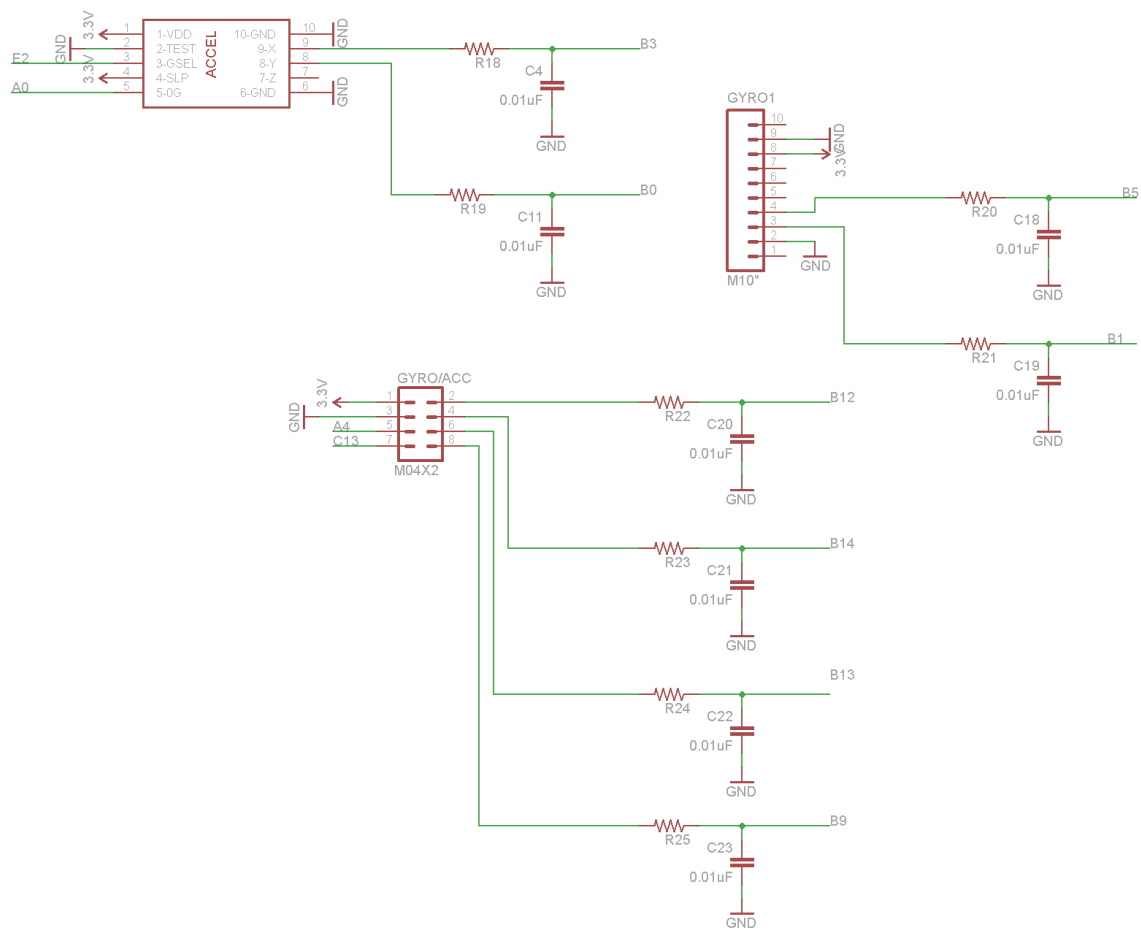 3.3V
GND
3.3V
E2
A0
1
2
3
4
5
1-VDD
2-TEST
3-GSEL
4-SLP
5-0G
ACCEL
10-GND
9-X
8-Y
7-Z
6-GND
10
9
8
7
6
GND
GND
R18
C4
0.01uF
GND
B3
R19
C11
0.01uF
GND
B0
GYRO1
10
9
8
7
6
5
4
3
2
1
M10"
GND
3.3V
GND
R20
C18
0.01uF
GND
B5
R21
C19
0.01uF
GND
B1
GYRO/ACC
3.3V
GND
A4
C13
1
3
5
7
2
4
6
8
M04X2
R22
C20
0.01uF
GND
B12
R23
C21
0.01uF
GND
B14
R24
C22
0.01uF
GND
B13
R25
C23
0.01uF
GND
B9